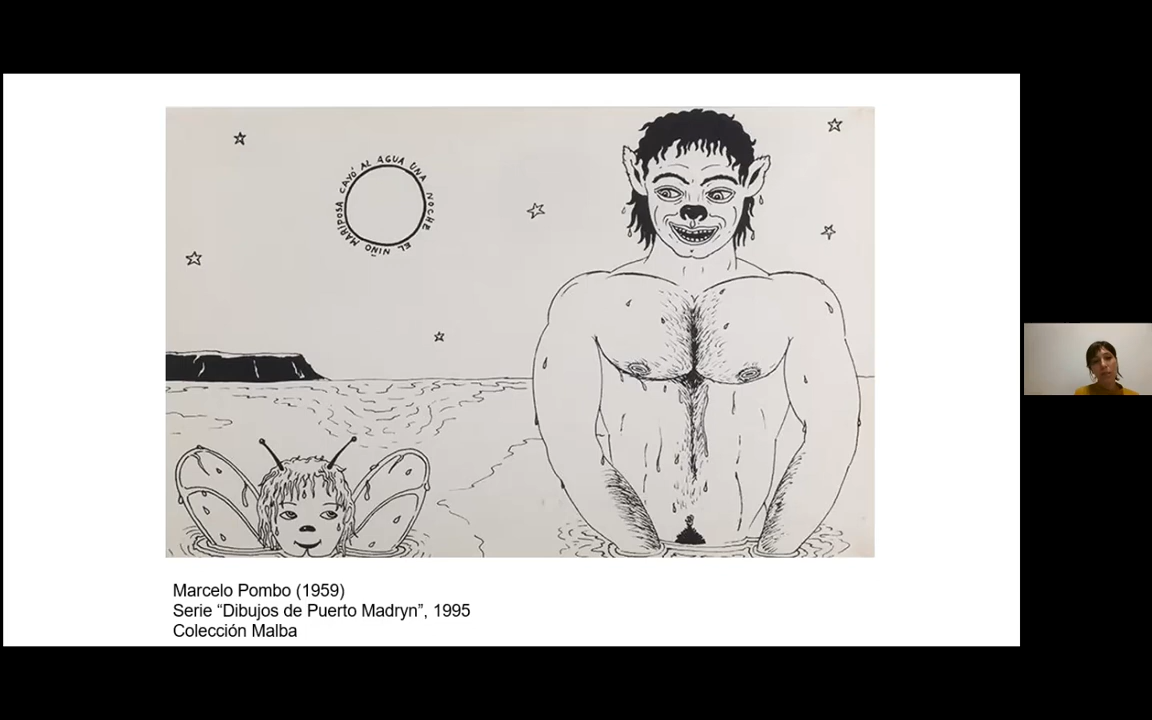 EL NIÑO MARIPOSA CAYÓ AL AGUA UNA NOCHE
Marcelo Pombo (1959)
Serie “Dibujos de Puerto Madryn”, 1995
Colección Malba